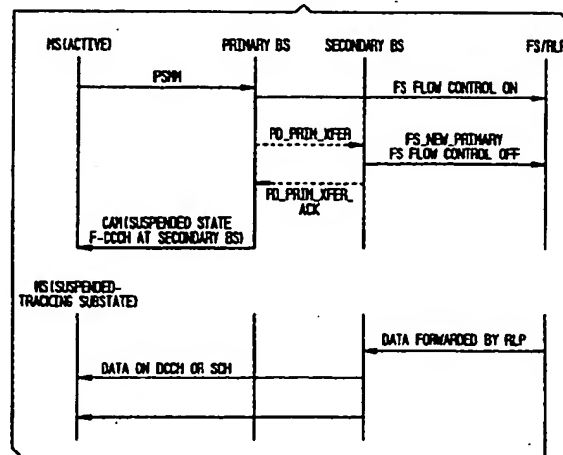 MS(ACTIVE)
PRIMARY BS
SECONDARY BS
FS/RLP
PSMM
FS FLOW CONTROL ON
PD_PRIM_XFER
FS_NEW_PRIMARY
FS FLOW CONTROL OFF
PD_PRIM_XFER_
ACK
CAM(SUSPENDED STATE
F-DCCH AT SECONDARY BS)
MS(SUSPENDED-
TRACKING SUBSTATE)
DATA FORWARDED BY RLP
DATA ON DCCH OR SCH